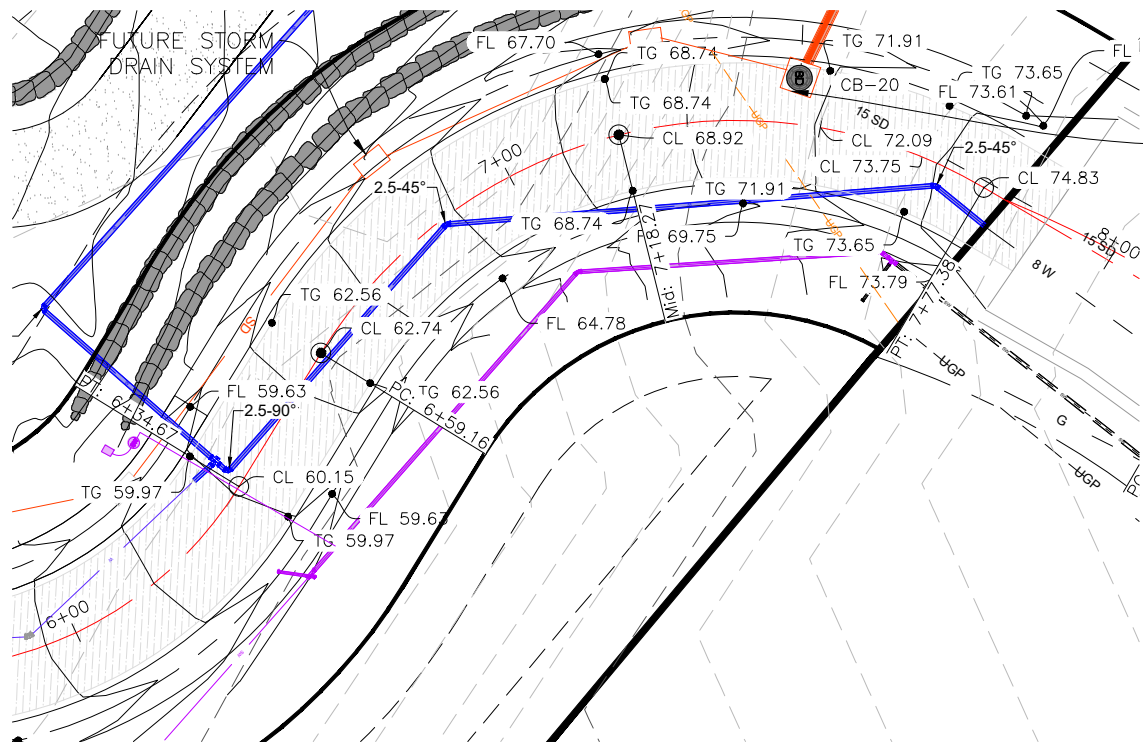 FUTURE STORM
DRAIN SYSTEM
FL 67.70
TG 68.74
TG 71.91
FL
TG 73.65
FL 73.61
CB-20
CB
15 SD
TG 68.74
CL 68.92
UGP
CL 72.09
7+00
2.5-45°
2.5-45°
CL 73.75
CL 74.83
TG 71.91
TG 68.74
69.75
TG 73.65
UGP
8+00
15 SD
8 W
FL 73.79
Mid: 7+18.27
PT: 7+77.38
TG 62.56
CL 62.74
FL 64.78
SD
PT: 6+34.67
FL 59.63
2.5-90°
TG 62.56
PC: 6+59.16
UGP
G
UGP
CL 60.15
TG 59.97
FL 59.63
TG 59.97
6+00